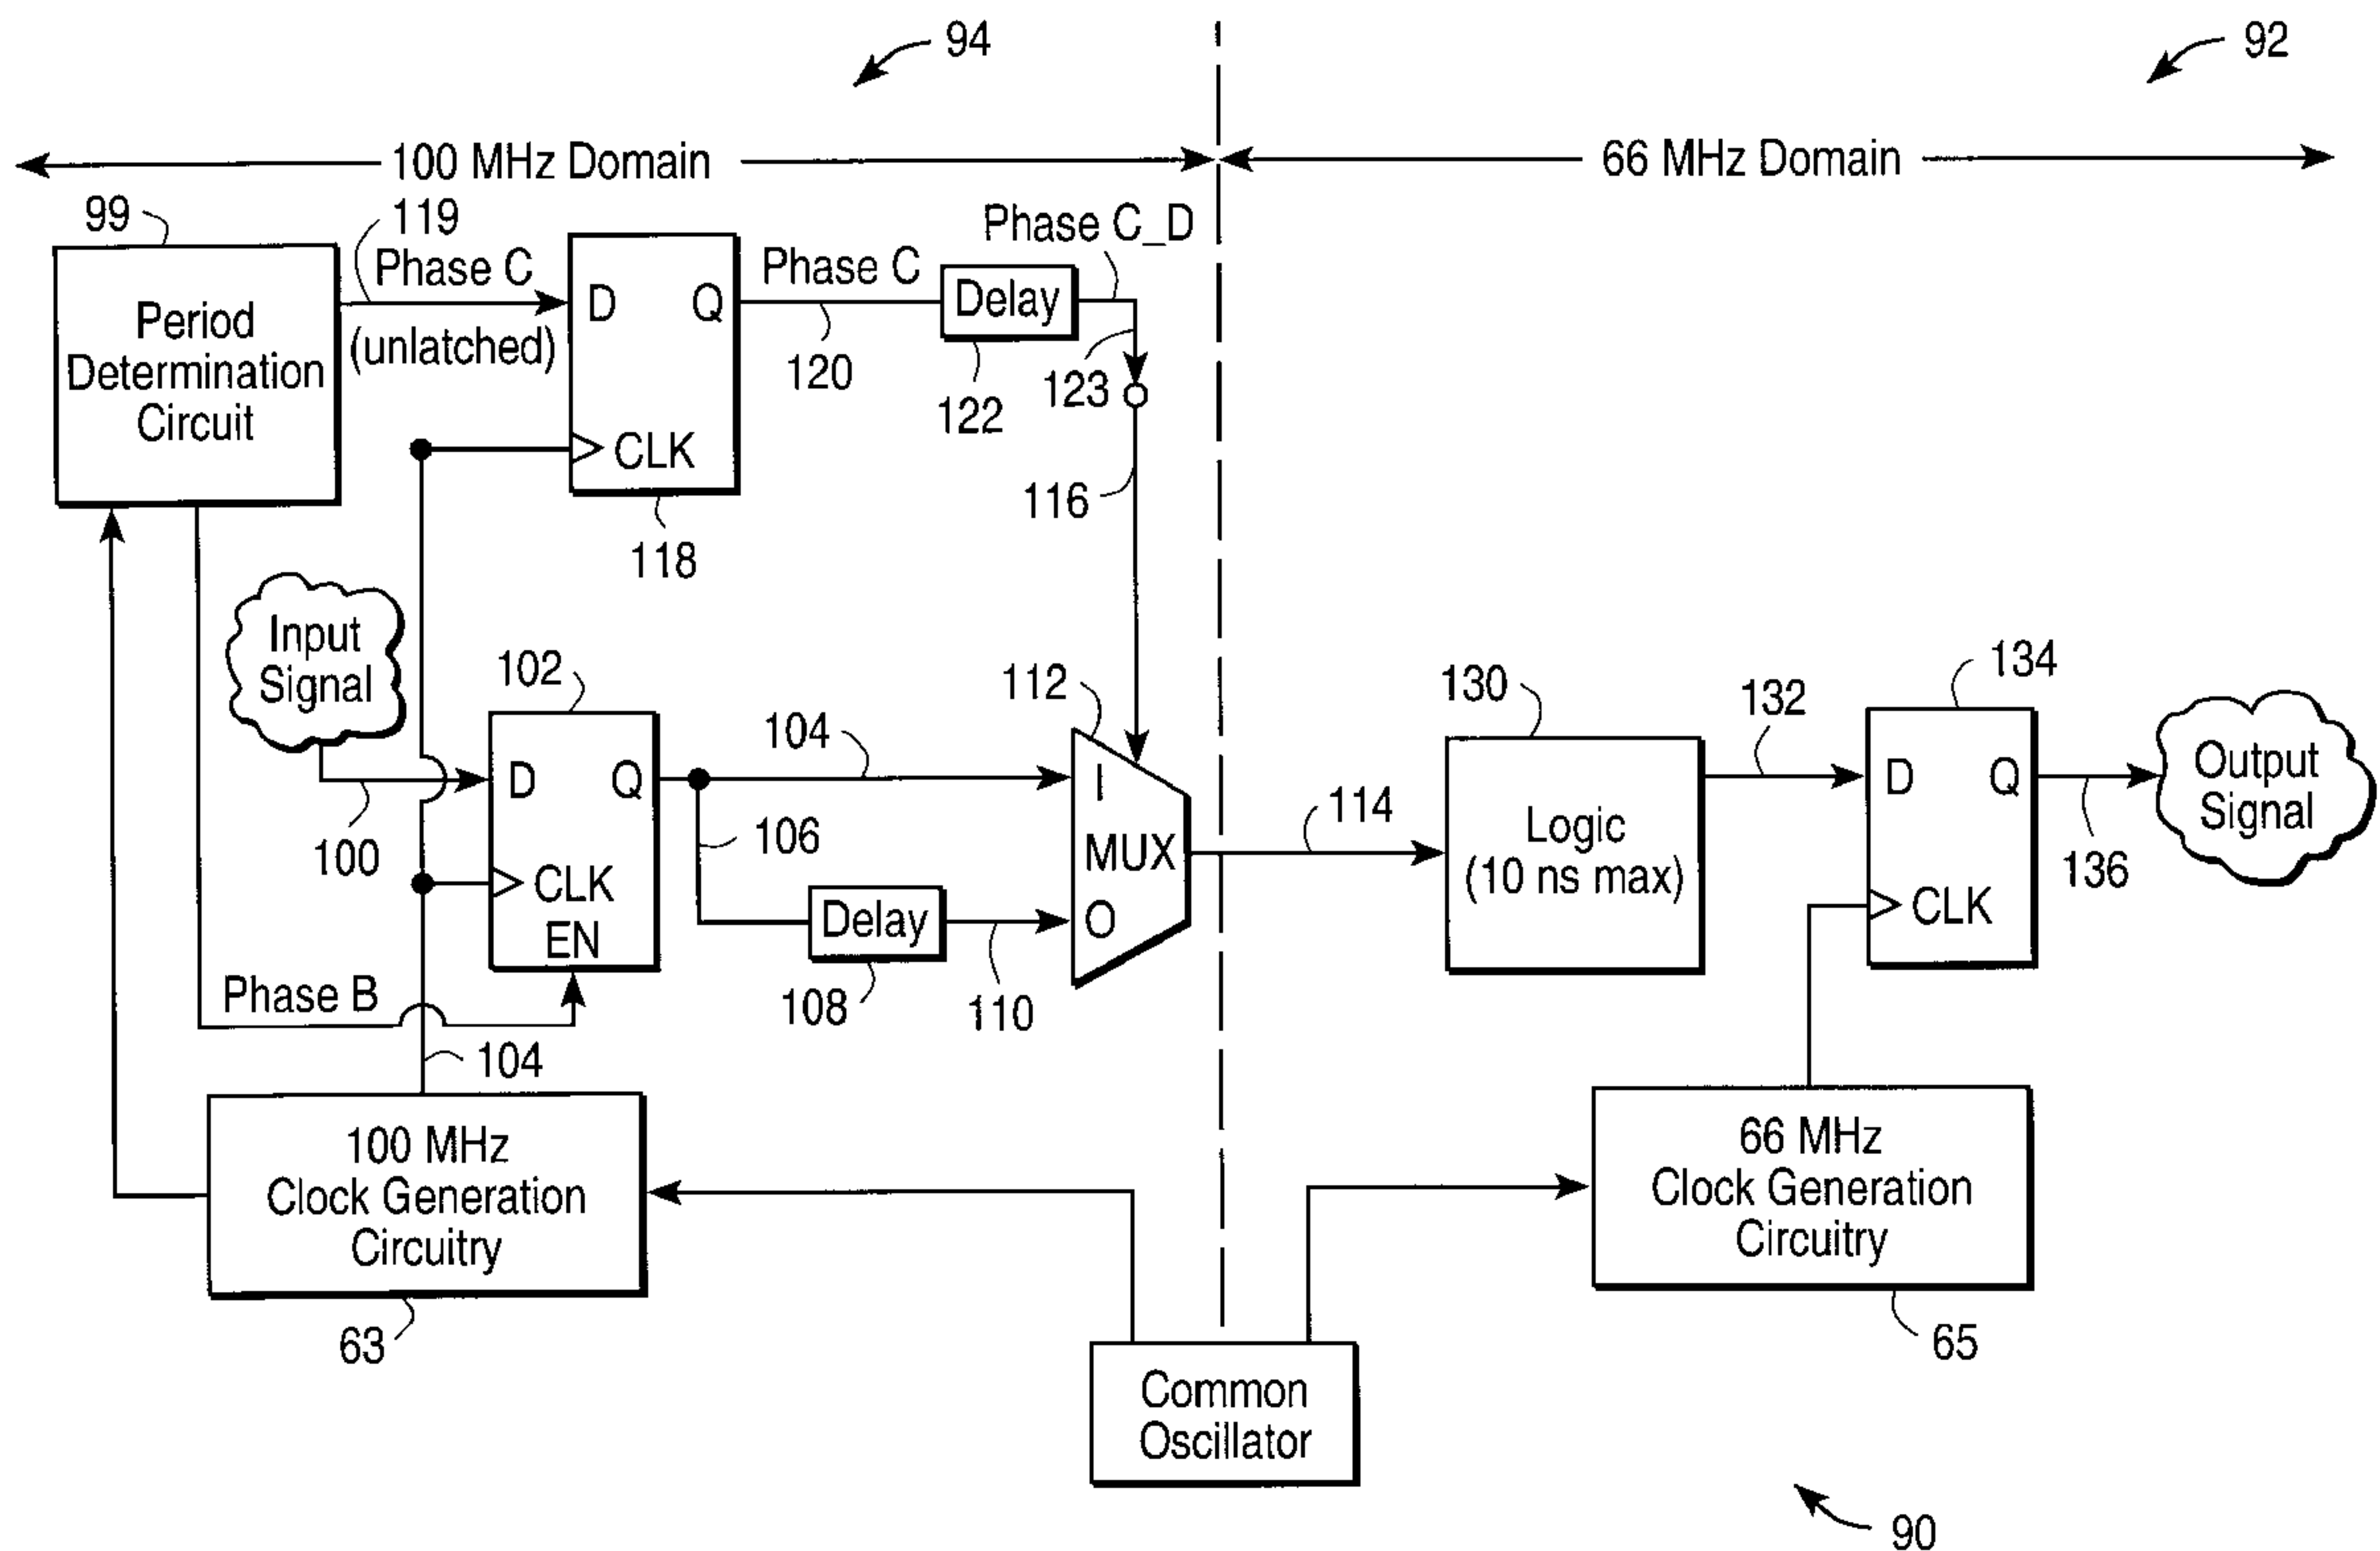 94
92
100 MHz Domain
66 MHz Domain
99
119
Phase C
(unlatched)
Period
Determination
Circuit
D
Q
CLK
118
Phase C
120
Delay
122
Phase C_D
123
116
Input
Signal
100
102
D
Q
CLK
EN
104
106
Delay
108
110
112
I
MUX
O
114
130
Logic
(10 ns max)
132
134
D
Q
CLK
136
Output
Signal
Phase B
104
100 MHz
Clock Generation
Circuitry
63
66 MHz
Clock Generation
Circuitry
65
Common
Oscillator
90